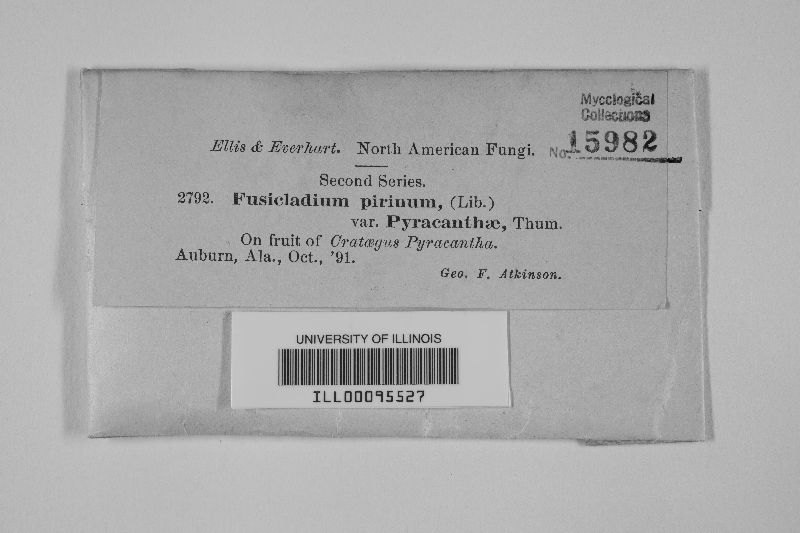 Mycological
Collections
No. 15982
Ellis & Everhart. North American Fungi.
Second Series.
2792. Fusicladium pirinum, (Lib.)
var. Pyracanthæ, Thum.
On fruit of Cratægus Pyracantha.
Auburn, Ala., Oct., '91.
Geo. F. Atkinson.
UNIVERSITY OF ILLINOIS
ILL00095527